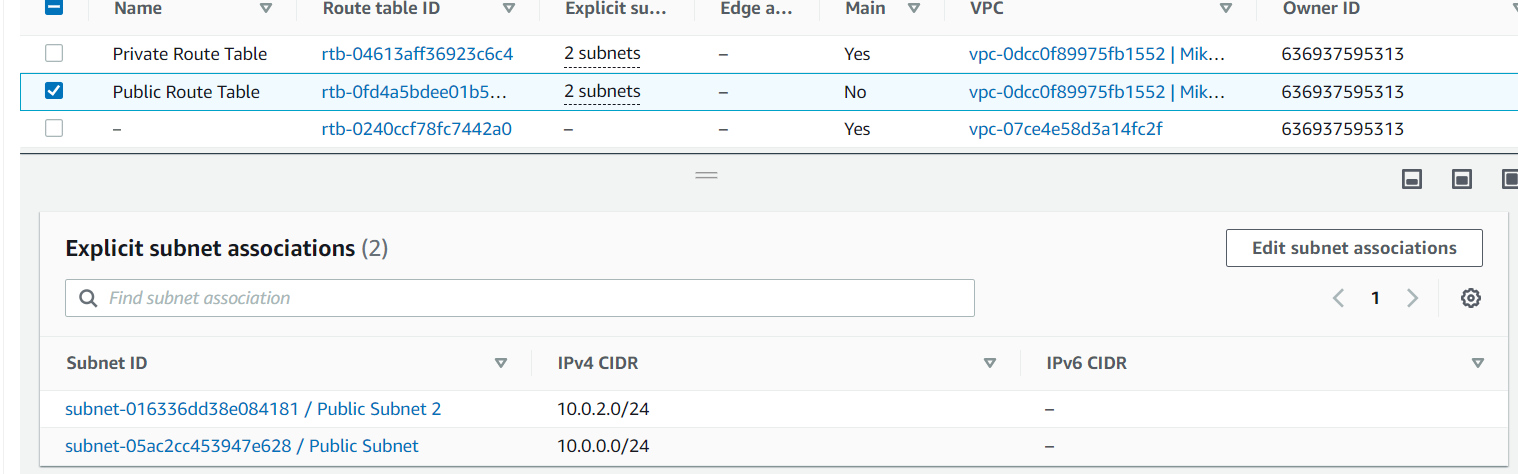 Name Route table ID Explicit su... Edge a... Main VPC Owner ID
Private Route Table rtb-04613aff36923c6c4 2 subnets – Yes vpc-0dcc0f89975fb1552 | Mik... 636937595313
Public Route Table rtb-0fd4a5bdee01b5... 2 subnets – No vpc-0dcc0f89975fb1552 | Mik... 636937595313
– rtb-0240ccf78fc7442a0 – – Yes vpc-07ce4e58d3a14fc2f 636937595313
Explicit subnet associations (2) Edit subnet associations
Find subnet association 1
Subnet ID IPv4 CIDR IPv6 CIDR
subnet-016336dd38e084181 / Public Subnet 2 10.0.2.0/24 –
subnet-05ac2cc453947e628 / Public Subnet 10.0.0.0/24 –